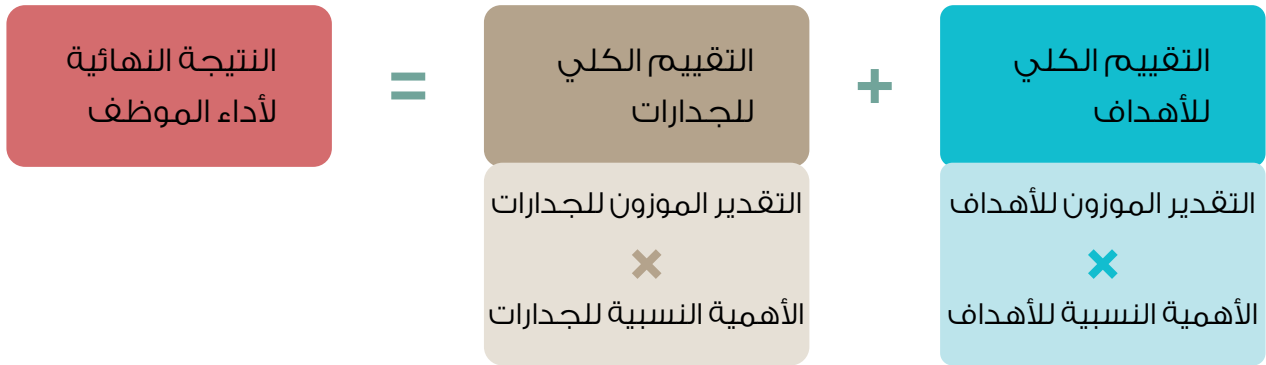 التقييم الكلي
للأهداف
التقدير الموزون للأهداف
×
الأهمية النسبية للأهداف
+
التقييم الكلي
للجدارات
التقدير الموزون للجدارات
×
الأهمية النسبية للجدارات
=
النتيجة النهائية
لأداء الموظف